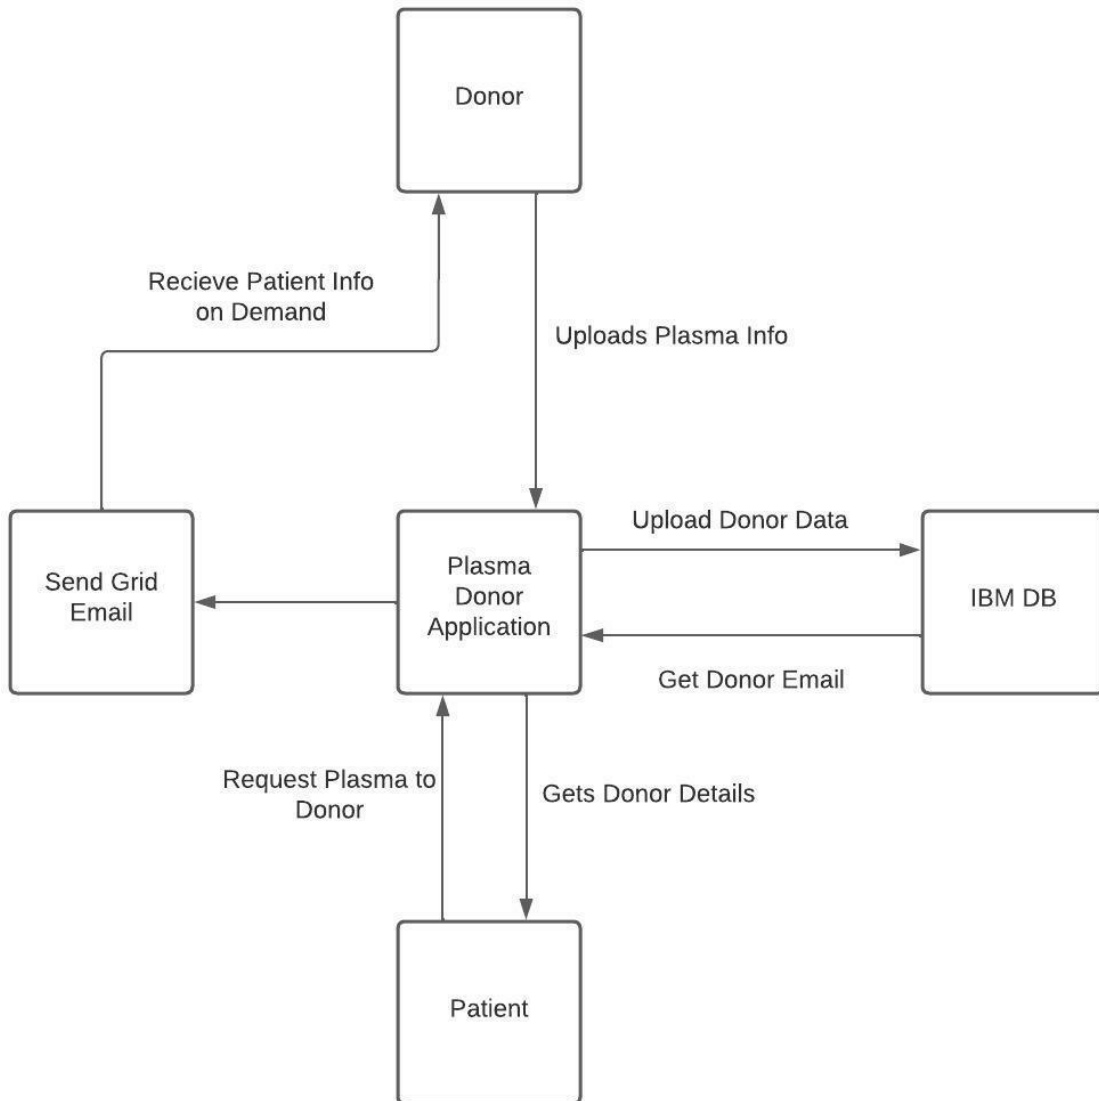 Donor
Recieve Patient Info
on Demand
Uploads Plasma Info
Upload Donor Data
Send Grid
Email
Plasma
Donor
Application
IBM DB
Get Donor Email
Request Plasma to
Donor
Gets Donor Details
Patient